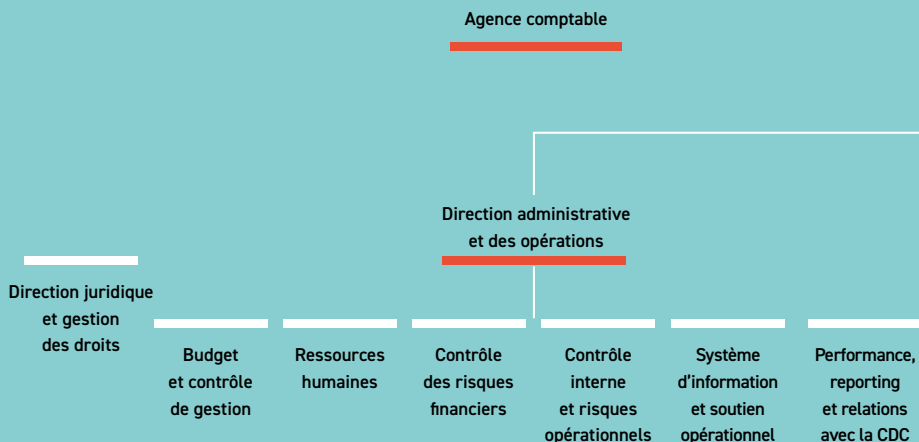 Agence comptable
Direction administrative
et des opérations
Direction juridique
et gestion
des droits
Budget
et contrôle
de gestion
Ressources
humaines
Contrôle
des risques
financiers
Contrôle
interne
et risques
opérationnels
Système
d’information
et soutien
opérationnel
Performance,
reporting
et relations
avec la CDC